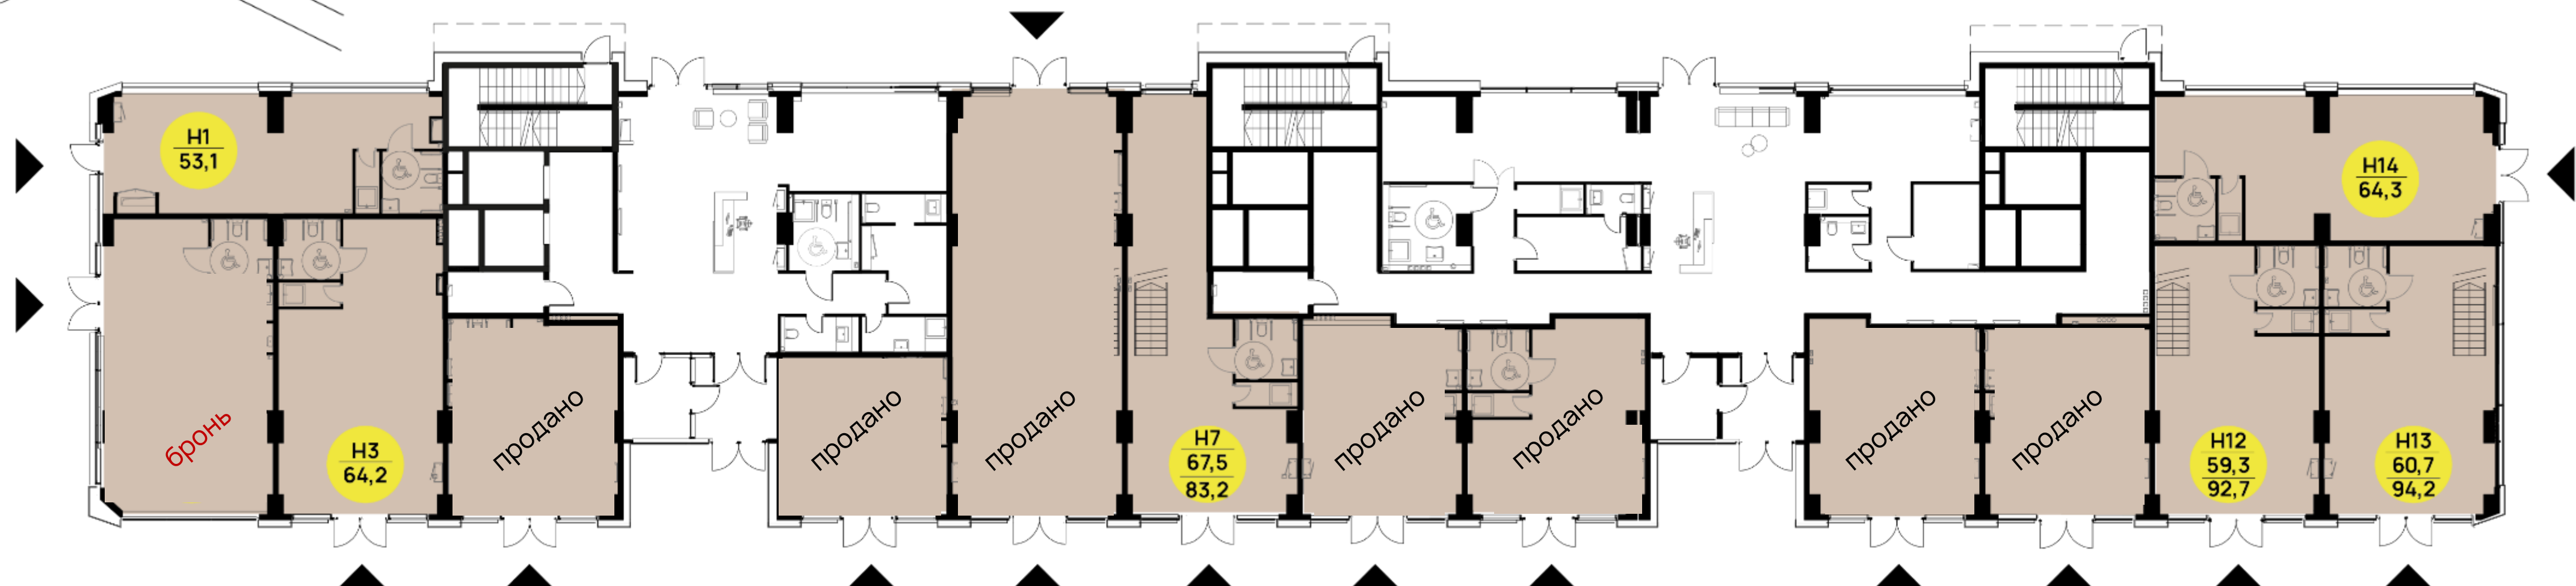 Н1
53,1
Н14
64,3
бронь
Н3
64,2
продано
продано
продано
Н7
67,5
83,2
продано
продано
продано
продано
Н12
59,3
92,7
Н13
60,7
94,2